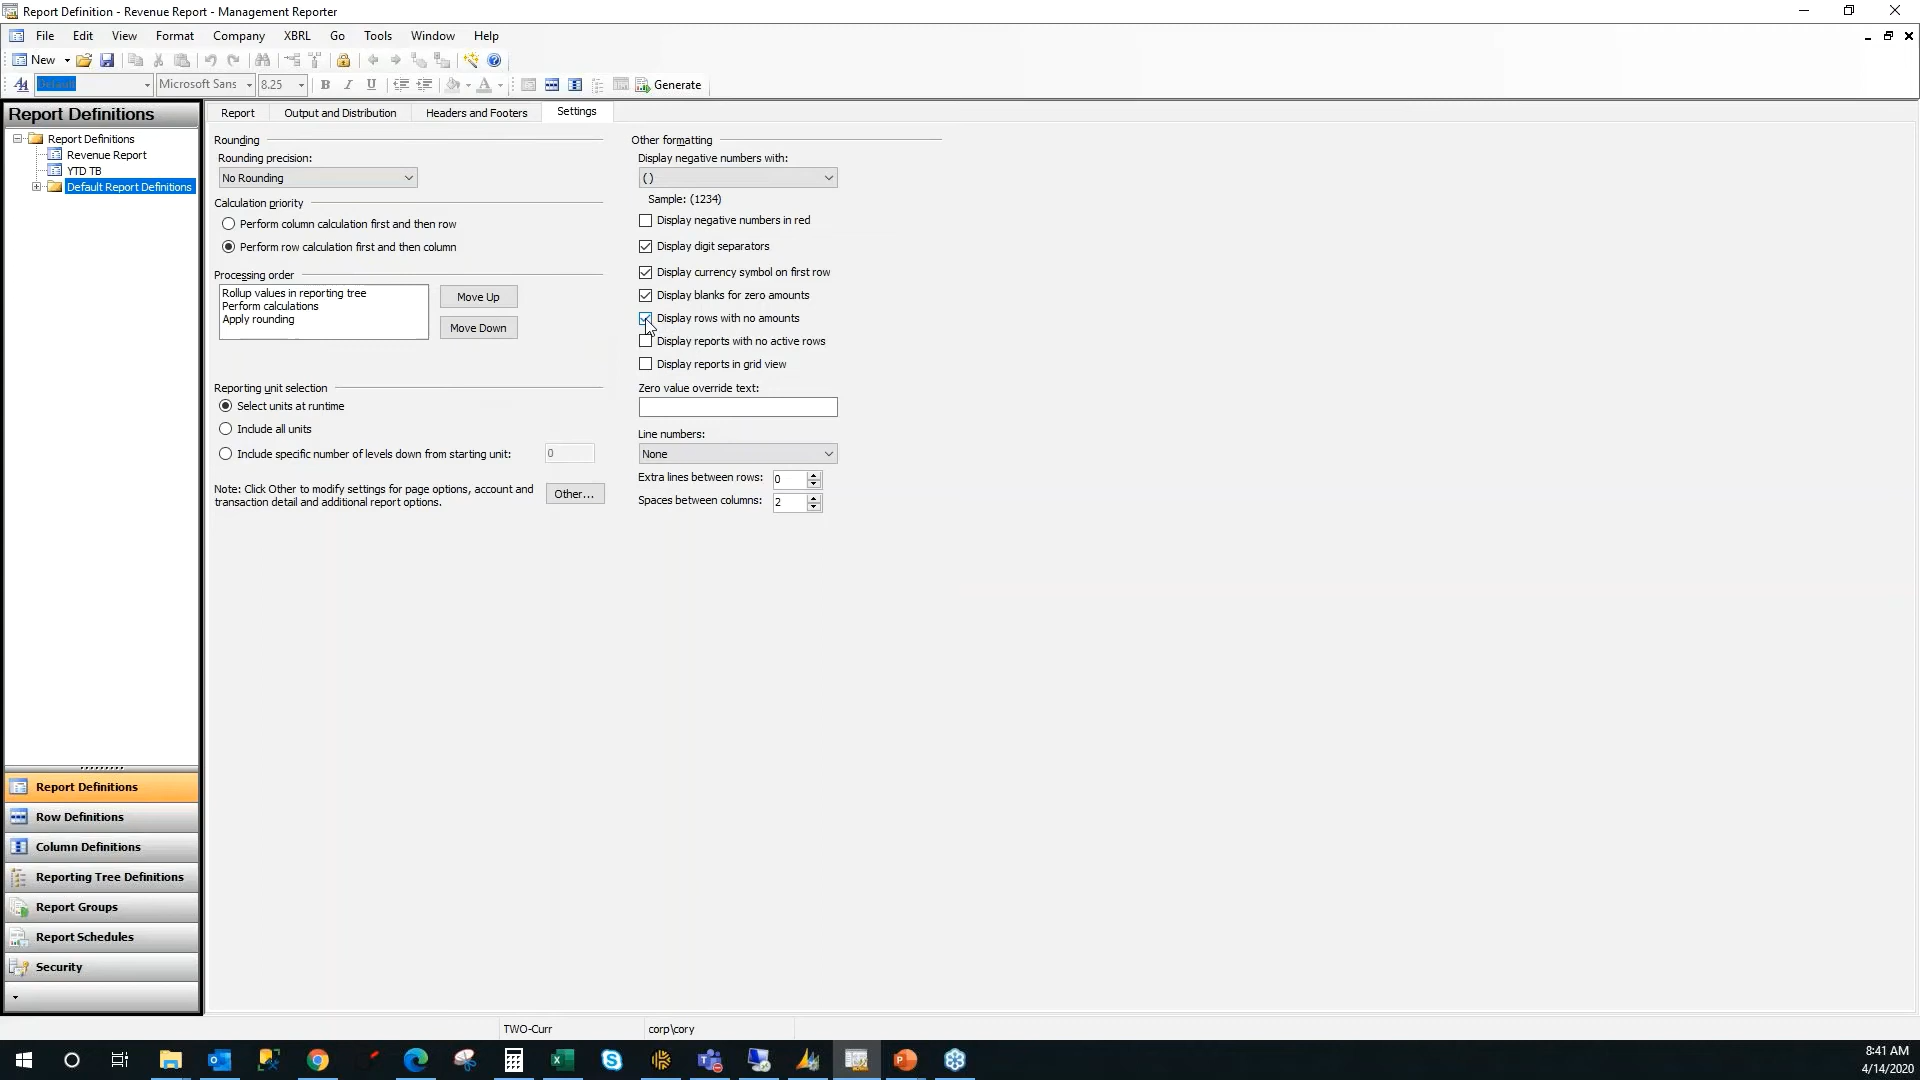 Report Definition - Revenue Report - Management Reporter
File Edit View Format Company XBRL Go Tools Window Help
New
Default Microsoft Sans 8.25 B I U A Generate
Report Definitions
Report Definitions
Revenue Report
YTD TB
Default Report Definitions
Report Output and Distribution Headers and Footers Settings
Rounding
Rounding precision:
No Rounding
Calculation priority
Perform column calculation first and then row
Perform row calculation first and then column
Processing order
Rollup values in reporting tree
Perform calculations
Apply rounding
Move Up
Move Down
Reporting unit selection
Select units at runtime
Include all units
Include specific number of levels down from starting unit: 0
Note: Click Other to modify settings for page options, account and
transaction detail and additional report options.
Other...
Other formatting
Display negative numbers with:
( )
Sample: (1234)
Display negative numbers in red
Display digit separators
Display currency symbol on first row
Display blanks for zero amounts
Display rows with no amounts
Display reports with no active rows
Display reports in grid view
Zero value override text:
Line numbers:
None
Extra lines between rows: 0
Spaces between columns: 2
Report Definitions
Row Definitions
Column Definitions
Reporting Tree Definitions
Report Groups
Report Schedules
Security
TWO-Curr corp\cory
8:41 AM
4/14/2020